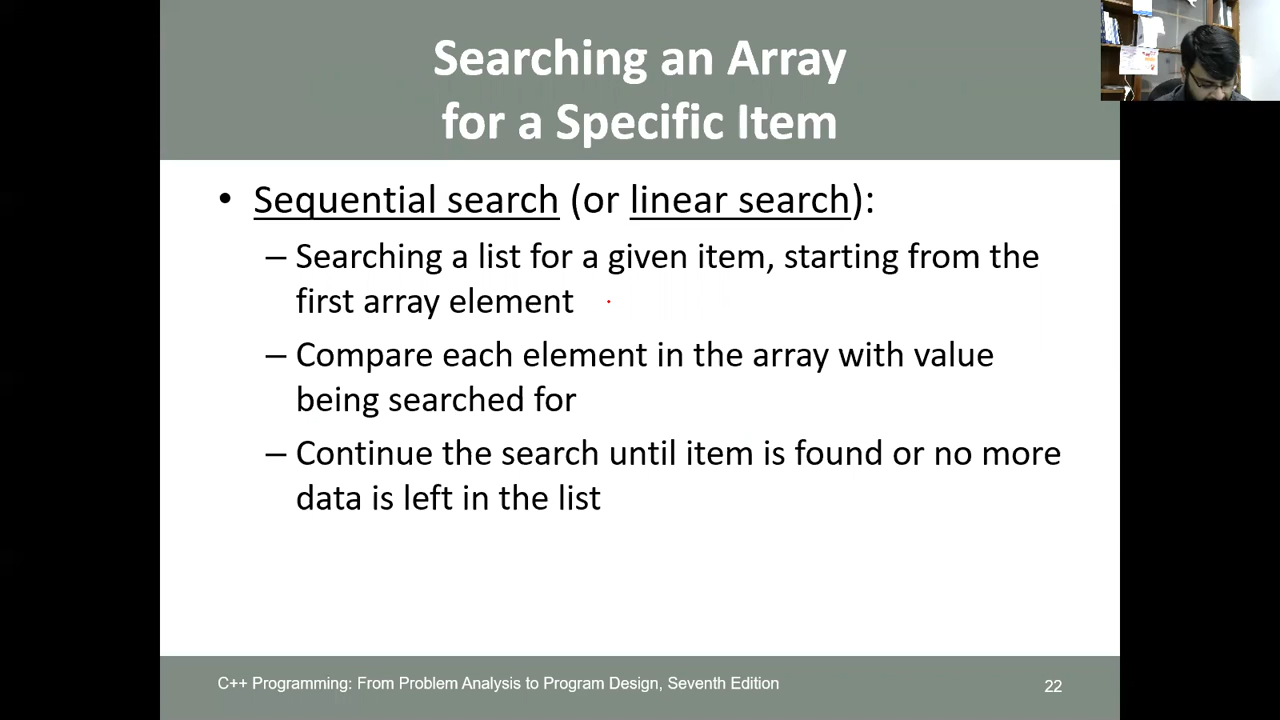 Searching an Array
for a Specific Item
• Sequential search (or linear search):
– Searching a list for a given item, starting from the
first array element
– Compare each element in the array with value
being searched for
– Continue the search until item is found or no more
data is left in the list
C++ Programming: From Problem Analysis to Program Design, Seventh Edition
22